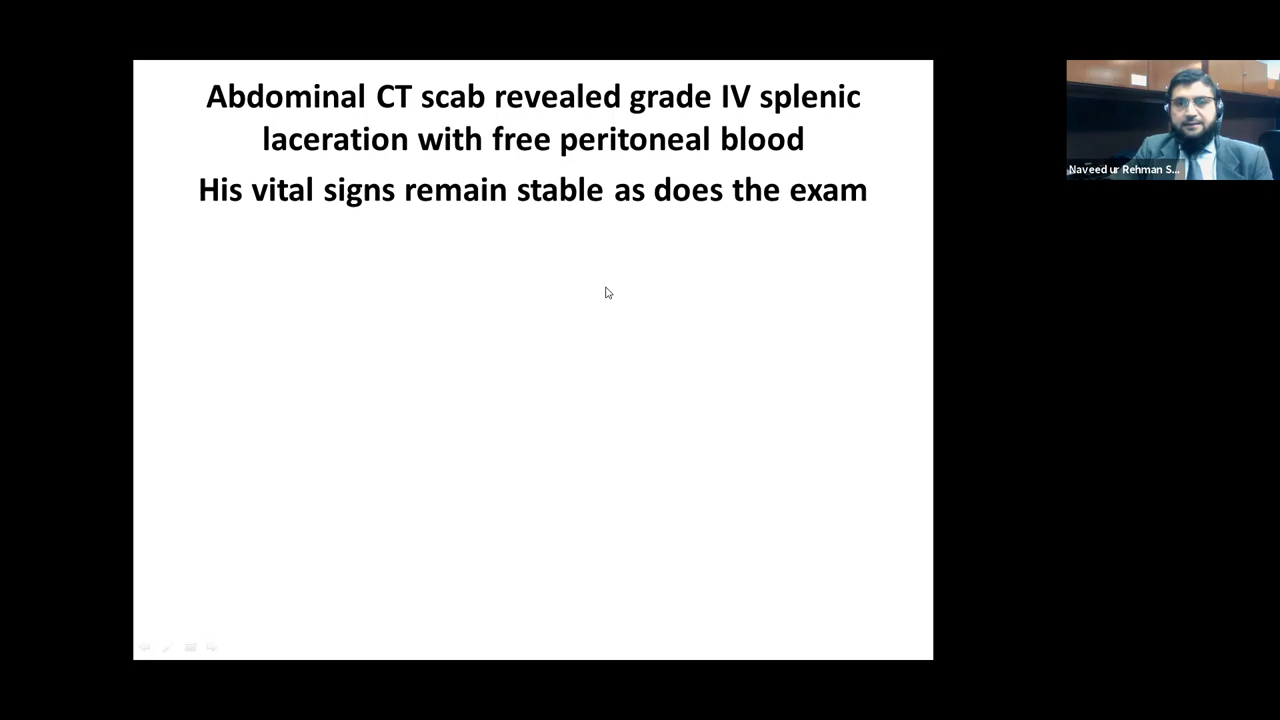 Abdominal CT scab revealed grade IV splenic
laceration with free peritoneal blood
His vital signs remain stable as does the exam
Naveed ur Rehman S...